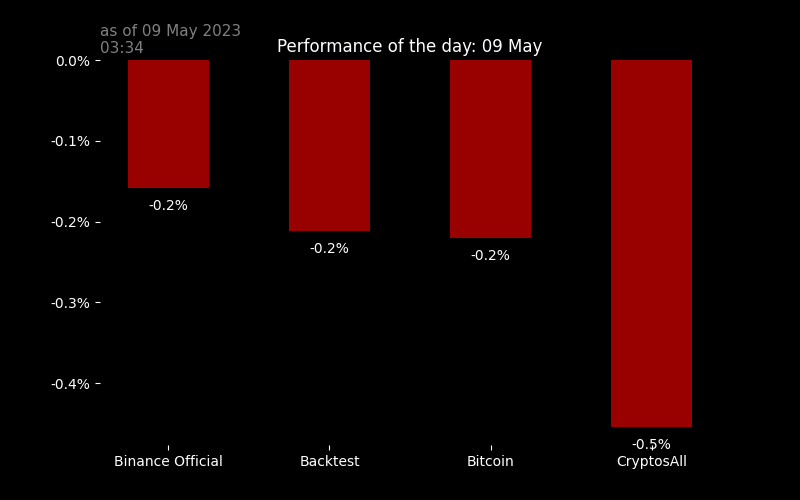 as of 09 May 2023
03:34
Performance of the day: 09 May
0.0%
-0.1%
-0.2%
-0.3%
-0.4%
-0.2%
-0.2%
-0.2%
-0.5%
Binance Official
Backtest
Bitcoin
CryptosAll